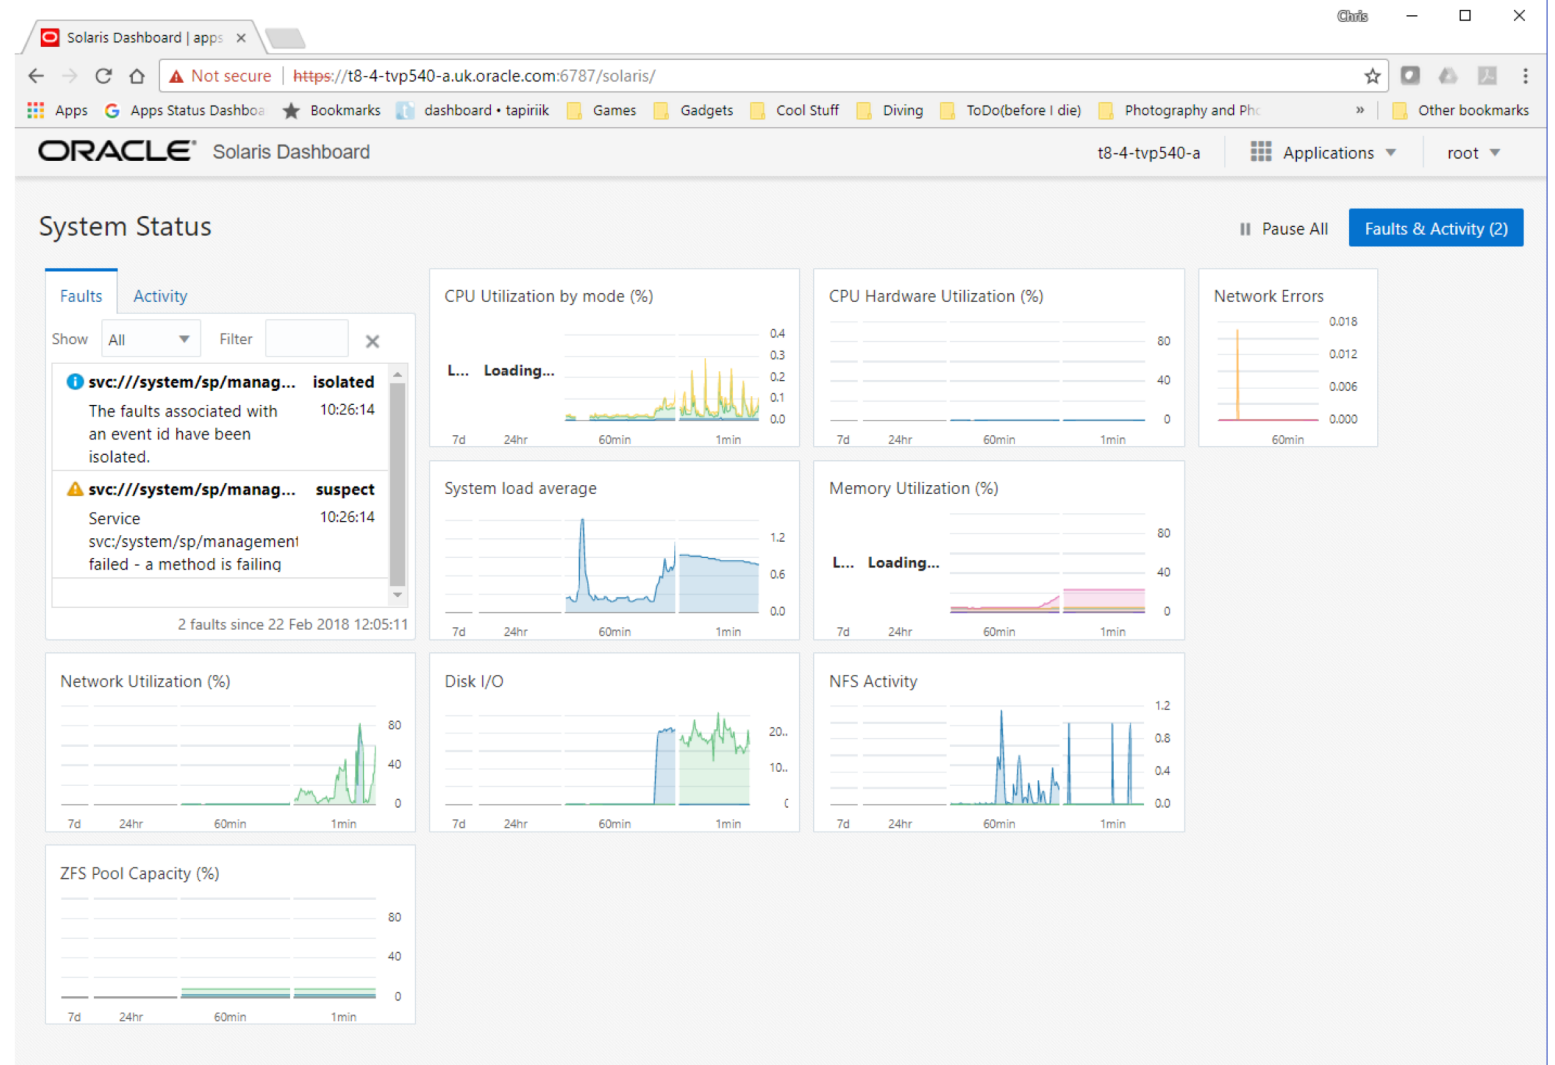 Chris
Solaris Dashboard | apps
Not secure https://t8-4-tvp540-a.uk.oracle.com:6787/solaris/
Apps Apps Status Dashboa Bookmarks dashboard • tapiriik Games Gadgets Cool Stuff Diving ToDo(before I die) Photography and Pho » Other bookmarks
ORACLE Solaris Dashboard t8-4-tvp540-a Applications root
System Status Pause All Faults & Activity (2)
Faults Activity
Show All Filter
svc:///system/sp/manag... isolated
The faults associated with 10:26:14
an event id have been
isolated.
svc:///system/sp/manag... suspect
Service 10:26:14
svc:/system/sp/management
failed - a method is failing
2 faults since 22 Feb 2018 12:05:11
CPU Utilization by mode (%)
0.4
0.3
L... Loading... 0.2
0.1
0.0
7d 24hr 60min 1min
CPU Hardware Utilization (%)
80
40
0
7d 24hr 60min 1min
Network Errors
0.018
0.012
0.006
0.000
60min
System load average
1.2
0.6
0.0
7d 24hr 60min 1min
Memory Utilization (%)
80
L... Loading...
40
0
7d 24hr 60min 1min
Network Utilization (%)
80
40
0
7d 24hr 60min 1min
Disk I/O
20..
10..
7d 24hr 60min 1min
NFS Activity
1.2
0.8
0.4
0.0
7d 24hr 60min 1min
ZFS Pool Capacity (%)
80
40
0
7d 24hr 60min 1min